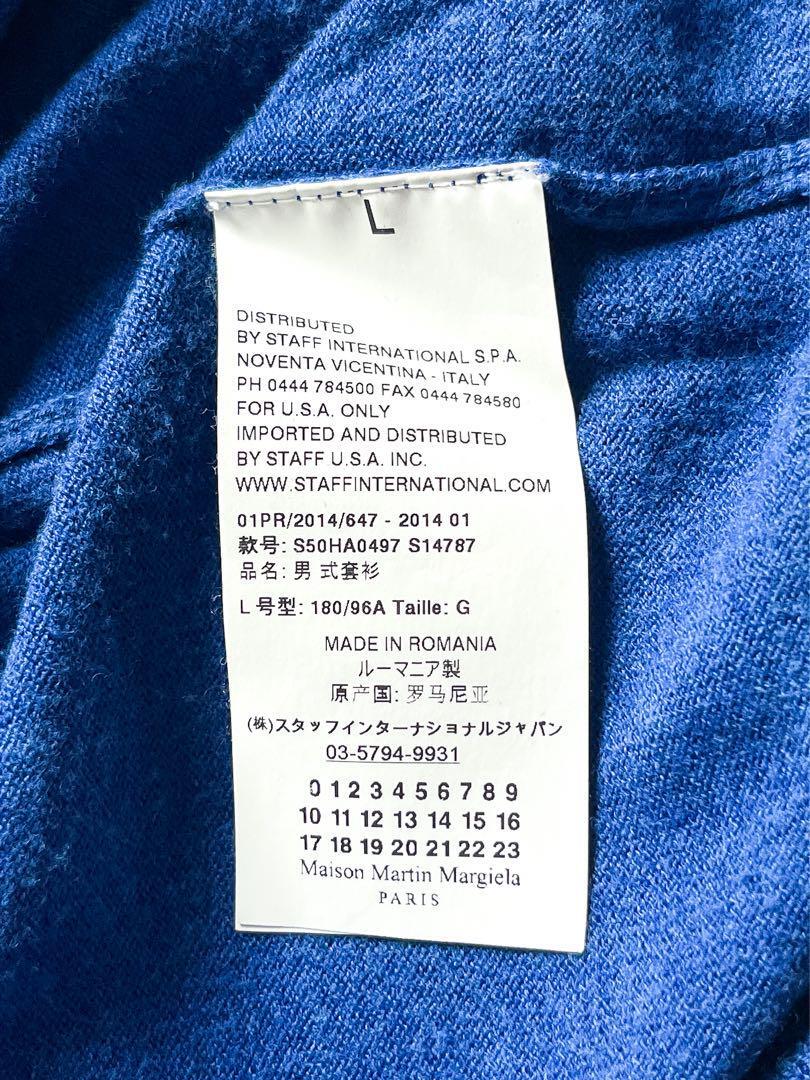 L
DISTRIBUTED
BY STAFF INTERNATIONAL S.P.A.
NOVENTA VICENTINA - ITALY
PH 0444 784500 FAX 0444 784580
FOR U.S.A. ONLY
IMPORTED AND DISTRIBUTED
BY STAFF U.S.A. INC.
WWW.STAFFINTERNATIONAL.COM
01PR/2014/647 - 2014 01
款号: S50HA0497 S14787
品名: 男 式套衫
L 号型: 180/96A Taille: G
MADE IN ROMANIA
ルーマニア製
原产国: 罗马尼亚
(株)スタッフインターナショナルジャパン
03-5794-9931
0 1 2 3 4 5 6 7 8 9
10 11 12 13 14 15 16
17 18 19 20 21 22 23
Maison Martin Margiela
PARIS